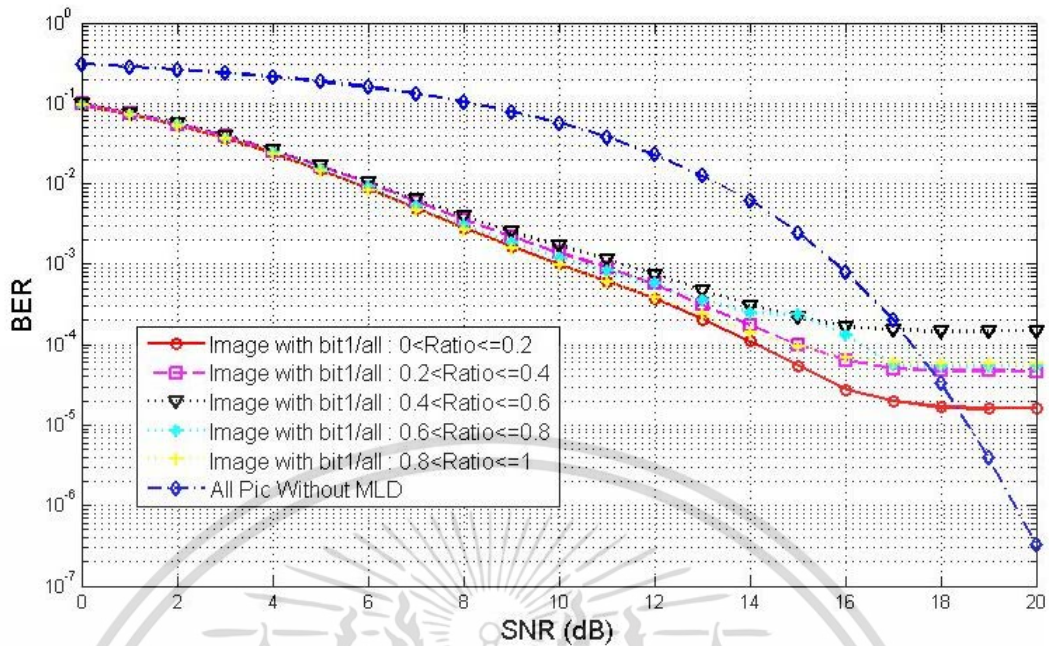 10^0
10^-1
10^-2
10^-3
10^-4
10^-5
10^-6
10^-7
BER
Image with bit1/all : 0<Ratio<=0.2
Image with bit1/all : 0.2<Ratio<=0.4
Image with bit1/all : 0.4<Ratio<=0.6
Image with bit1/all : 0.6<Ratio<=0.8
Image with bit1/all : 0.8<Ratio<=1
All Pic Without MLD
0 2 4 6 8 10 12 14 16 18 20
SNR (dB)